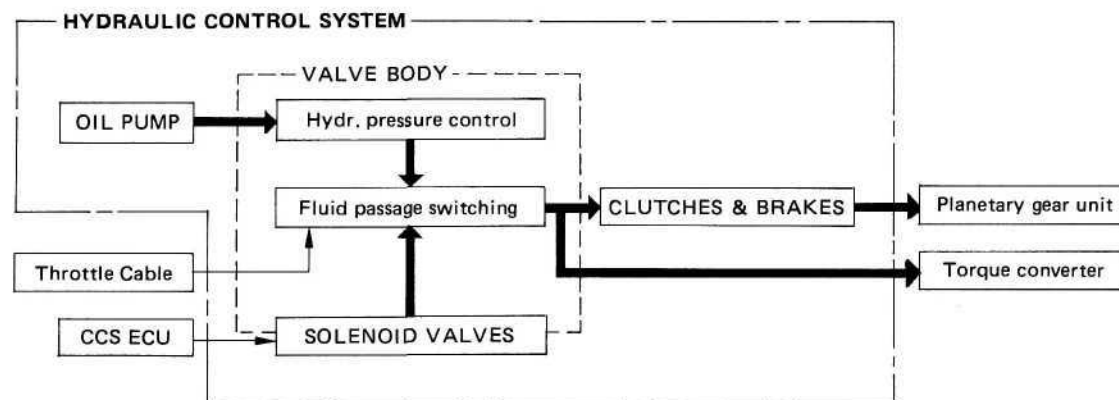 HYDRAULIC CONTROL SYSTEM
VALVE BODY
OIL PUMP
Hydr. pressure control
Fluid passage switching
CLUTCHES & BRAKES
Planetary gear unit
Throttle Cable
Torque converter
CCS ECU
SOLENOID VALVES